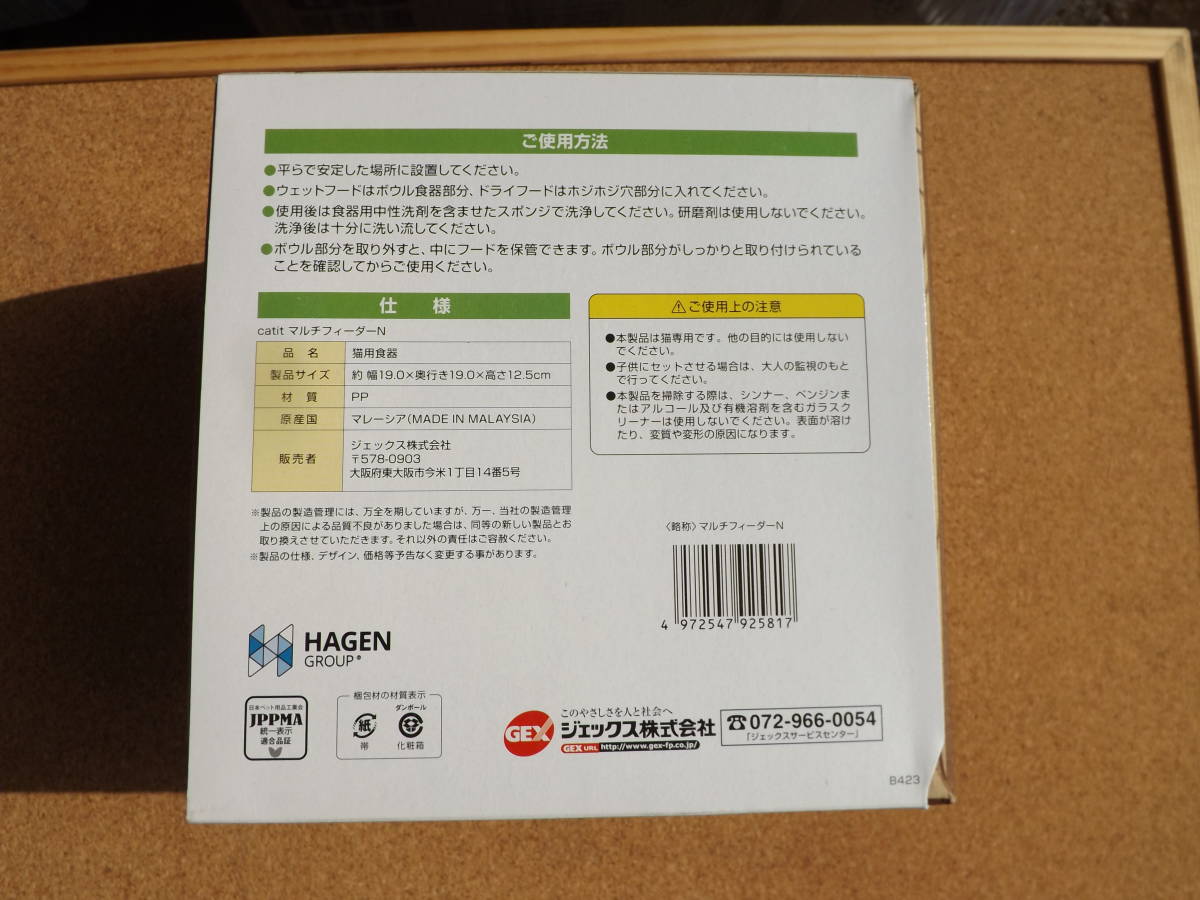 ご使用方法
●平らで安定した場所に設置してください。
●ウェットフードはボウル食器部分、ドライフードはホジホジ穴部分に入れてください。
●使用後は食器用中性洗剤を含ませたスポンジで洗浄してください。研磨剤は使用しないでください。
洗浄後は十分に洗い流してください。
●ボウル部分を取り外すと、中にフードを保管できます。ボウル部分がしっかりと取り付けられている
ことを確認してからご使用ください。
仕 様
catit マルチフィーダーN
品 名 猫用食器
製品サイズ 約 幅19.0×奥行き19.0×高さ12.5cm
材 質 PP
原産国 マレーシア(MADE IN MALAYSIA)
販売者 ジェックス株式会社
〒578-0903
大阪府東大阪市今米1丁目14番5号
※製品の製造管理には、万全を期していますが、万一、当社の製造管理
上の原因による品質不良がありました場合は、同等の新しい製品とお
取り換えさせていただきます。それ以外の責任はご容赦ください。
※製品の仕様、デザイン、価格等予告なく変更する事があります。
⚠ご使用上の注意
●本製品は猫専用です。他の目的には使用しない
でください。
●子供にセットさせる場合は、大人の監視のもと
で行ってください。
●本製品を掃除する際は、シンナー、ベンジンま
たはアルコール及び有機溶剤を含むガラスク
リーナーは使用しないでください。表面が溶け
たり、変質や変形の原因になります。
〈略称〉マルチフィーダーN
4 972547 925817
HAGEN
GROUP®
日本ペット用品工業会
JPPMA
統一表示
適合品証
梱包材の材質表示
紙
帯
ダンボール
化粧箱
GEX
このやさしさを人と社会へ
ジェックス株式会社
GEX URL http://www.gex-fp.co.jp/
☎072-966-0054
「ジェックスサービスセンター」
B423